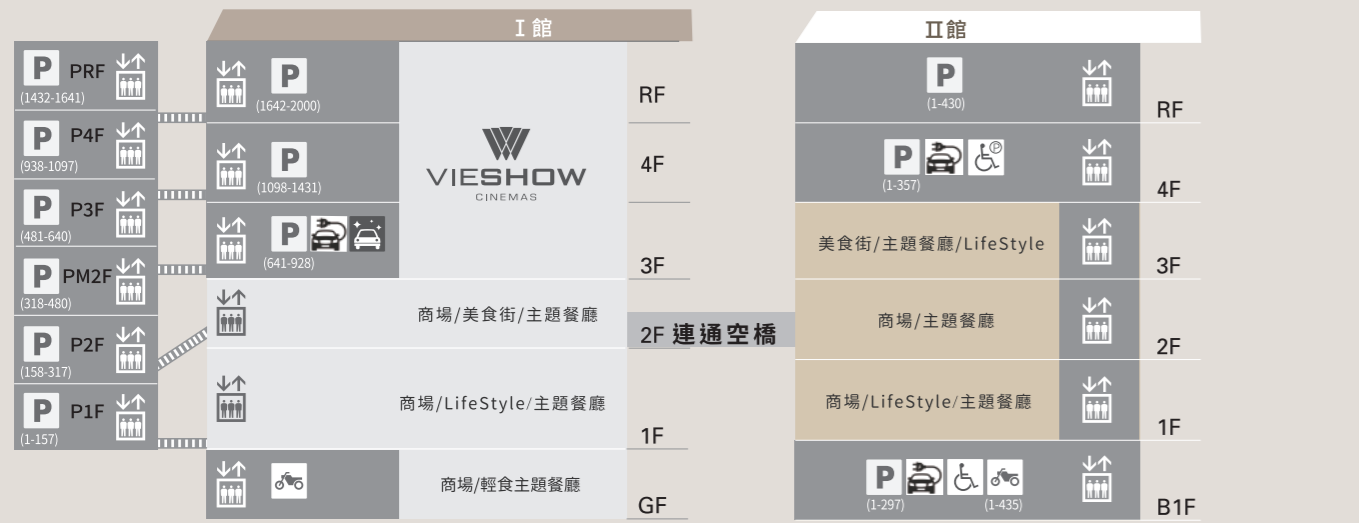 I 館
II館
P PRF
(1432-1641)
P P4F
(938-1097)
P P3F
(481-640)
P PM2F
(318-480)
P P2F
(158-317)
P P1F
(1-157)
P
(1642-2000)
RF
P
(1098-1431)
4F
P
(641-928)
3F
VIESHOW
CINEMAS
商場/美食街/主題餐廳
2F 連通空橋
商場/LifeStyle/主題餐廳
1F
商場/輕食主題餐廳
GF
P
(1-430)
RF
P P
(1-357)
4F
美食街/主題餐廳/LifeStyle
3F
商場/主題餐廳
2F
商場/LifeStyle/主題餐廳
1F
P
(1-297) (1-435)
B1F